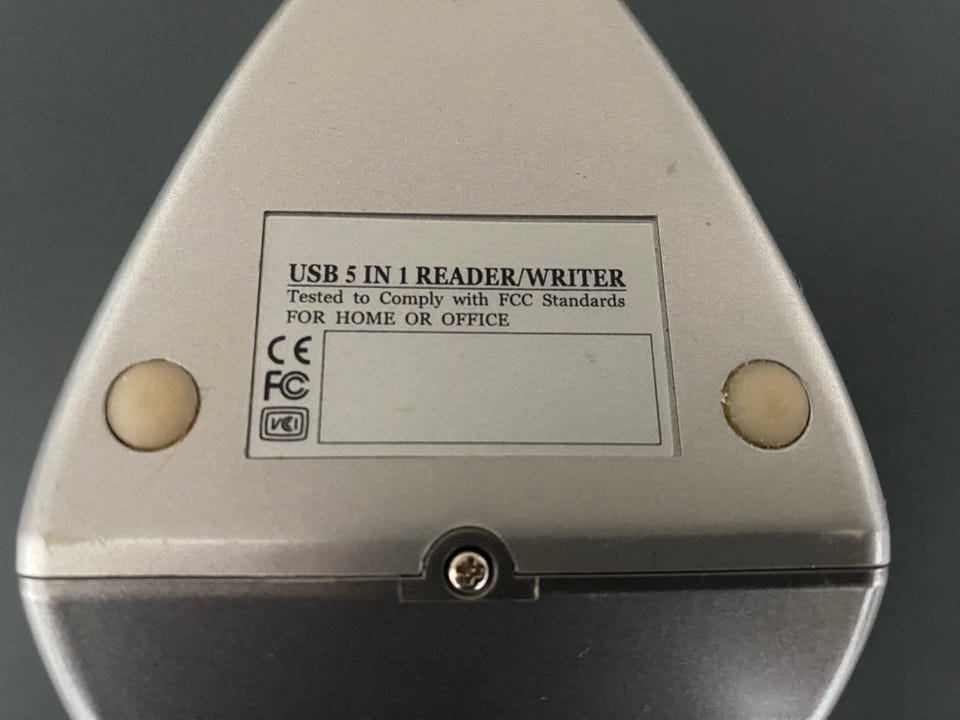 USB 5 IN 1 READER/WRITER
Tested to Comply with FCC Standards
FOR HOME OR OFFICE
CE
FC
VCI